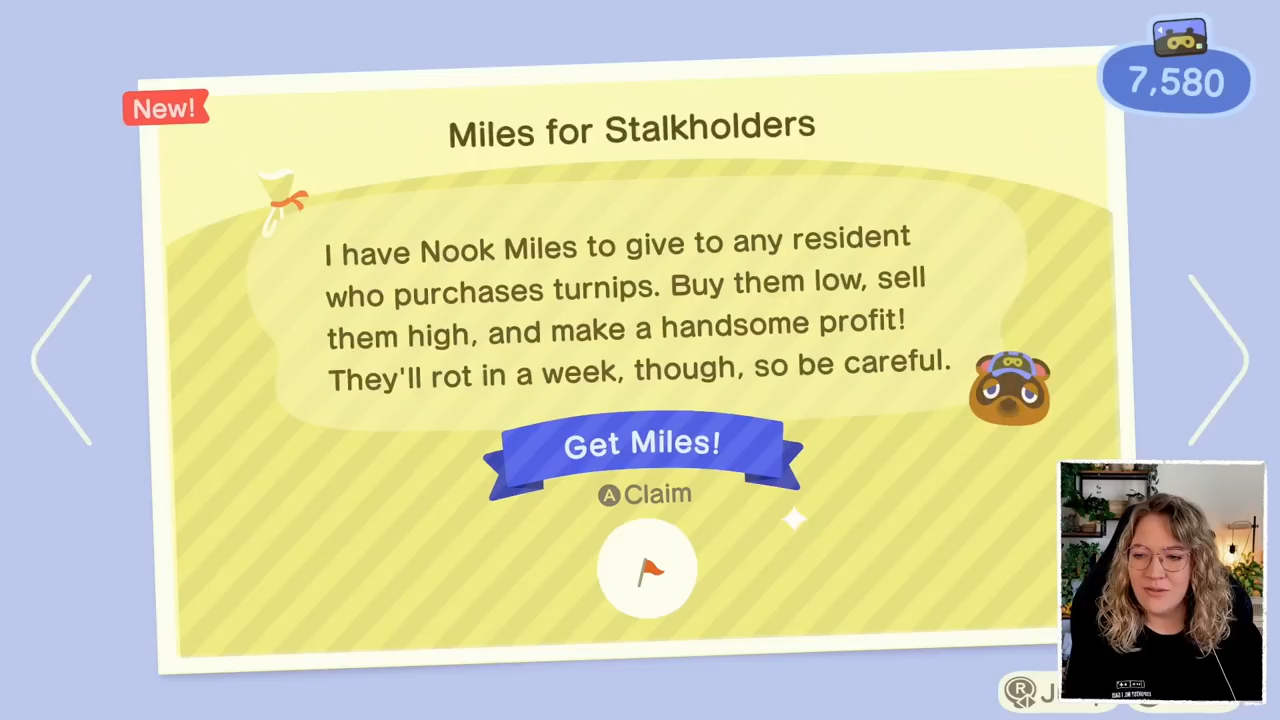 7,580
New!
Miles for Stalkholders
I have Nook Miles to give to any resident
who purchases turnips. Buy them low, sell
them high, and make a handsome profit!
They'll rot in a week, though, so be careful.
Get Miles!
A Claim
R